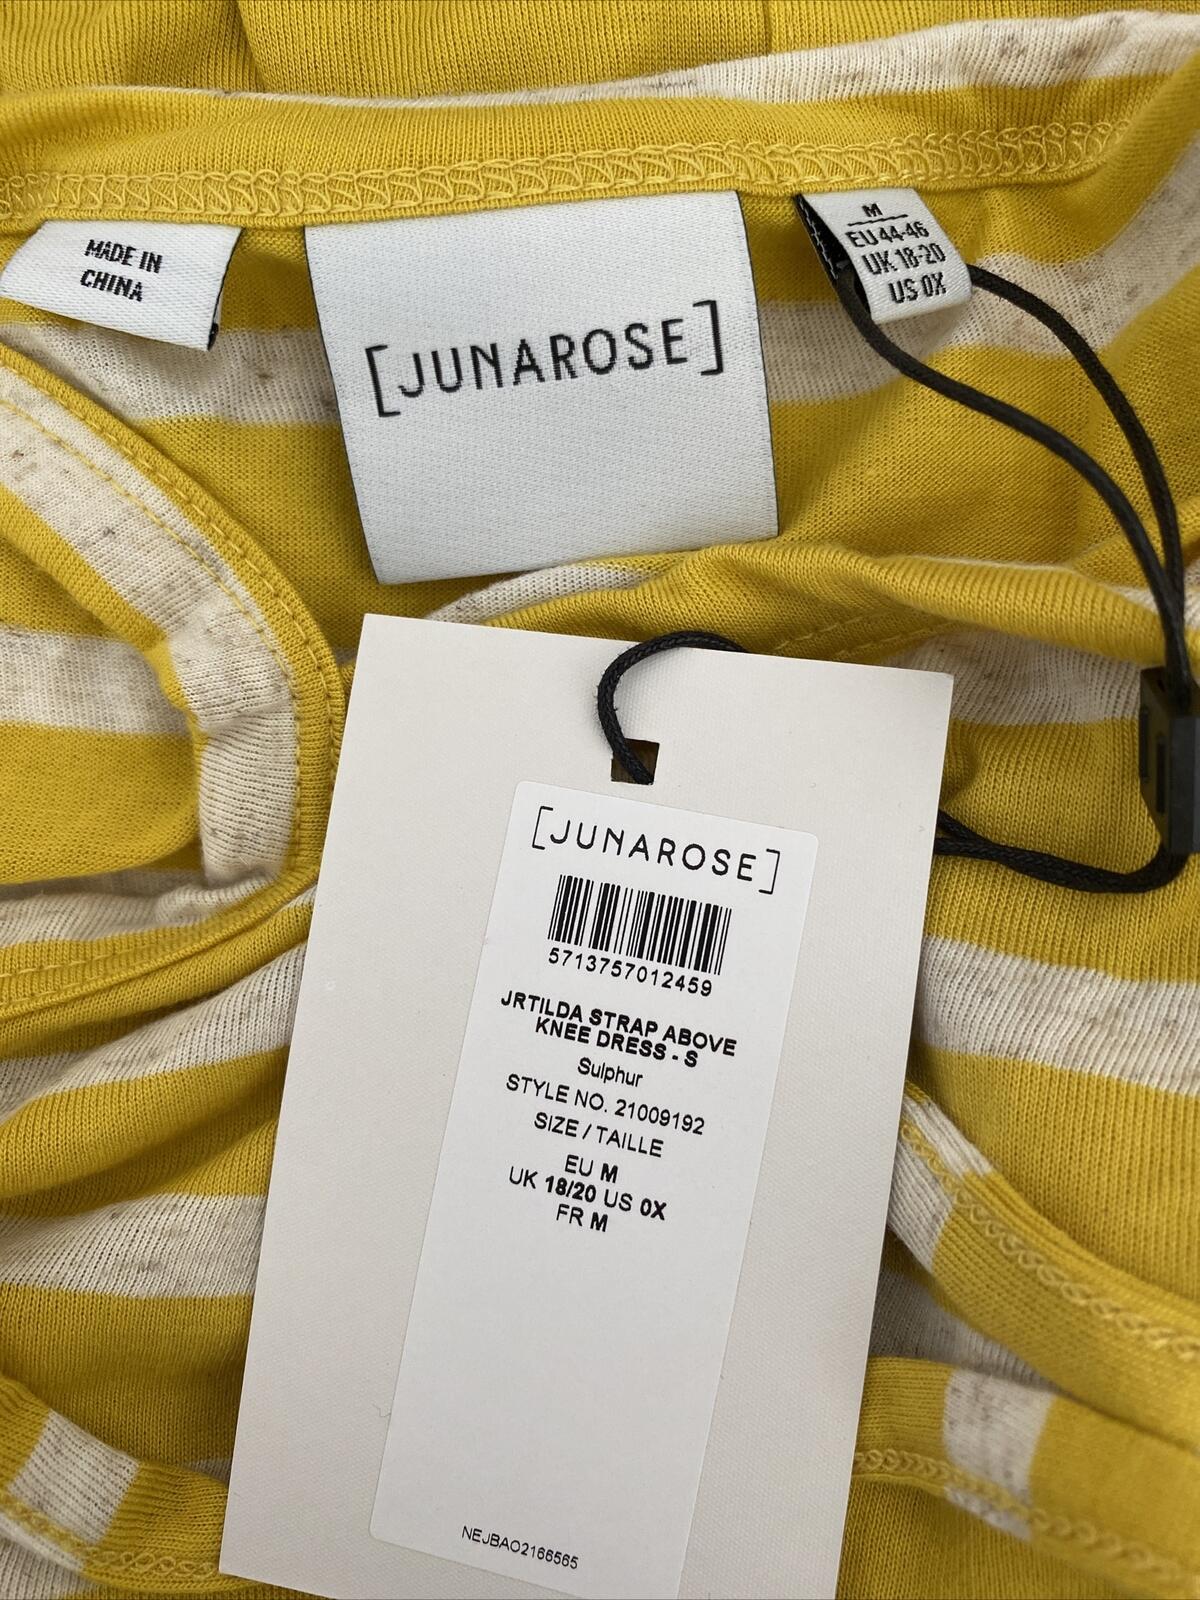 MADE IN
CHINA
[JUNAROSE]
M
EU 44-46
UK 18-20
US 0X
[JUNAROSE]
5713757012459
JRTILDA STRAP ABOVE
KNEE DRESS - S
Sulphur
STYLE NO. 21009192
SIZE / TAILLE
EU M
UK 18/20 US 0X
FR M
NEJBAO2166565